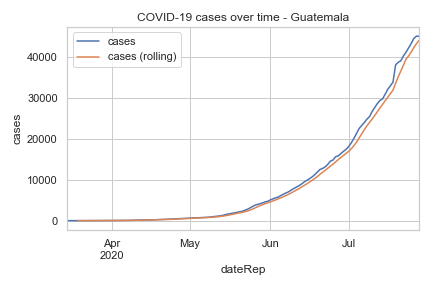 COVID-19 cases over time - Guatemala
cases
cases (rolling)
40000
30000
20000
10000
0
cases
Apr
2020
May
Jun
Jul
dateRep